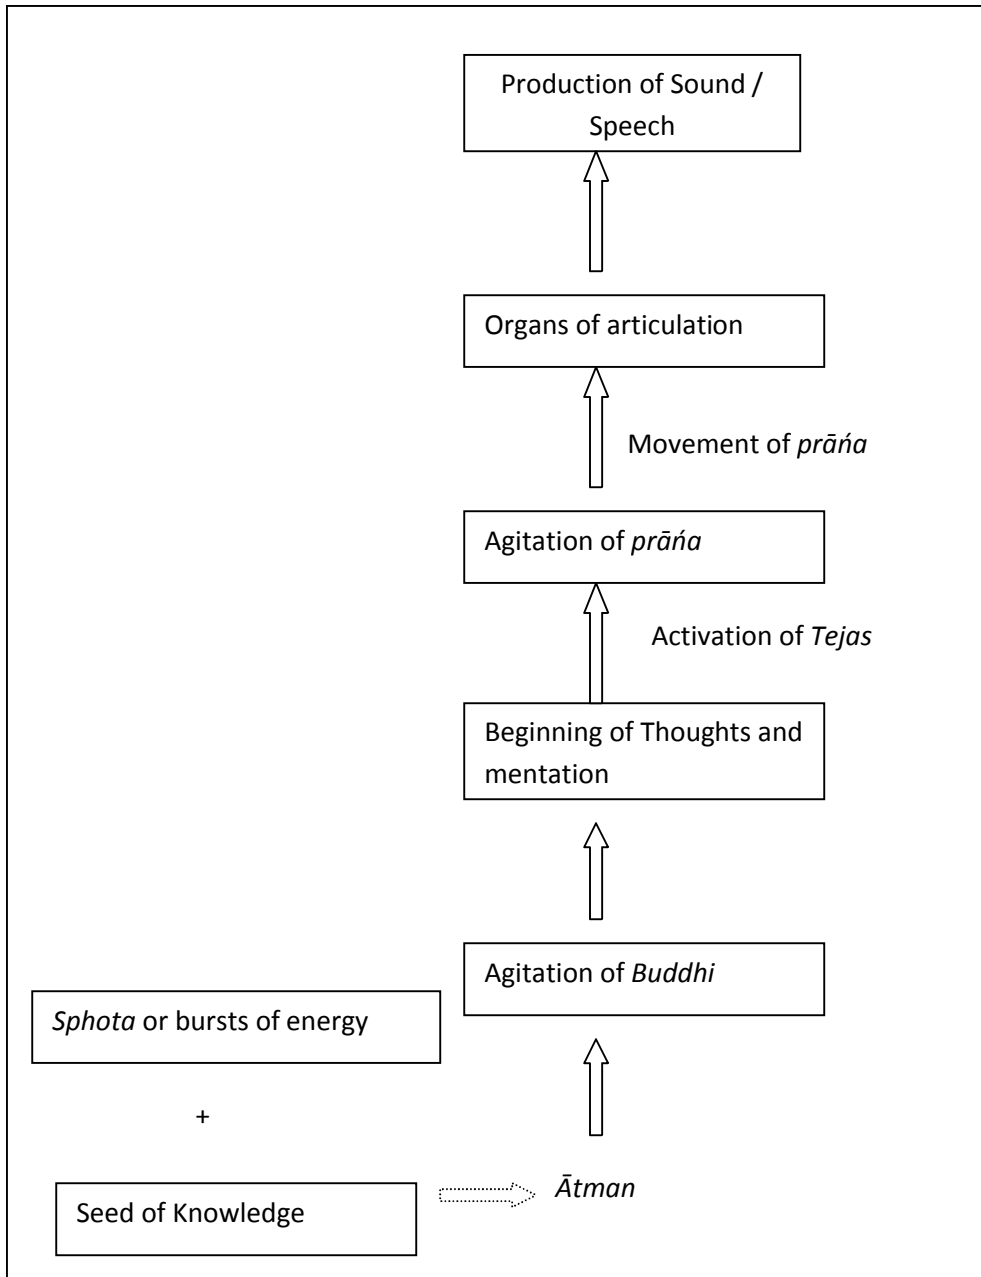 Production of Sound /
Speech
Organs of articulation
Movement of prāńa
Agitation of prāńa
Activation of Tejas
Beginning of Thoughts and
mentation
Agitation of Buddhi
Sphota or bursts of energy
+
Seed of Knowledge
Ātman